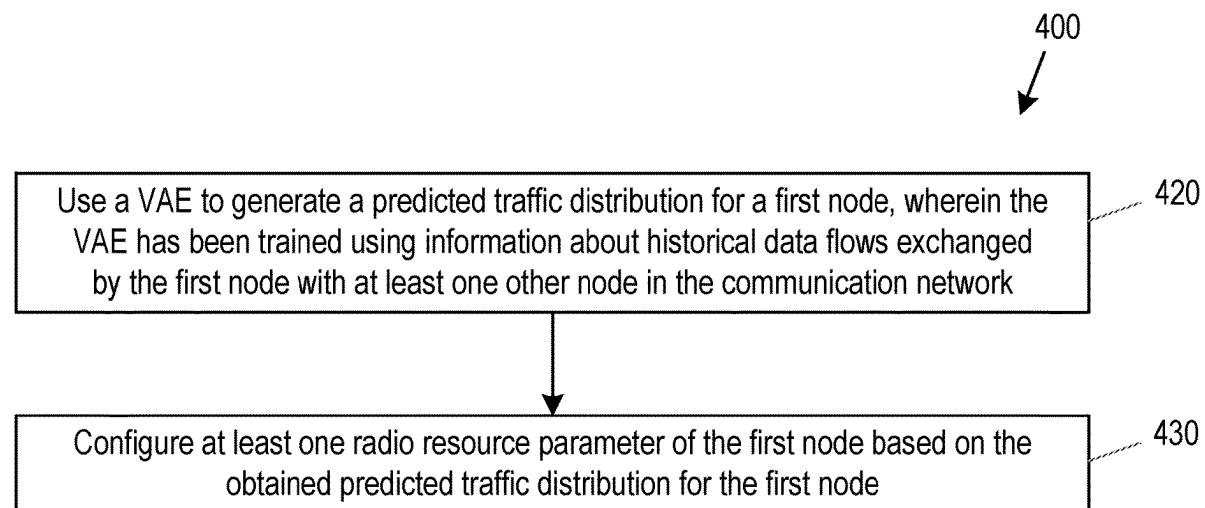 400
Use a VAE to generate a predicted traffic distribution for a first node, wherein the
VAE has been trained using information about historical data flows exchanged
by the first node with at least one other node in the communication network
420
Configure at least one radio resource parameter of the first node based on the
obtained predicted traffic distribution for the first node
430